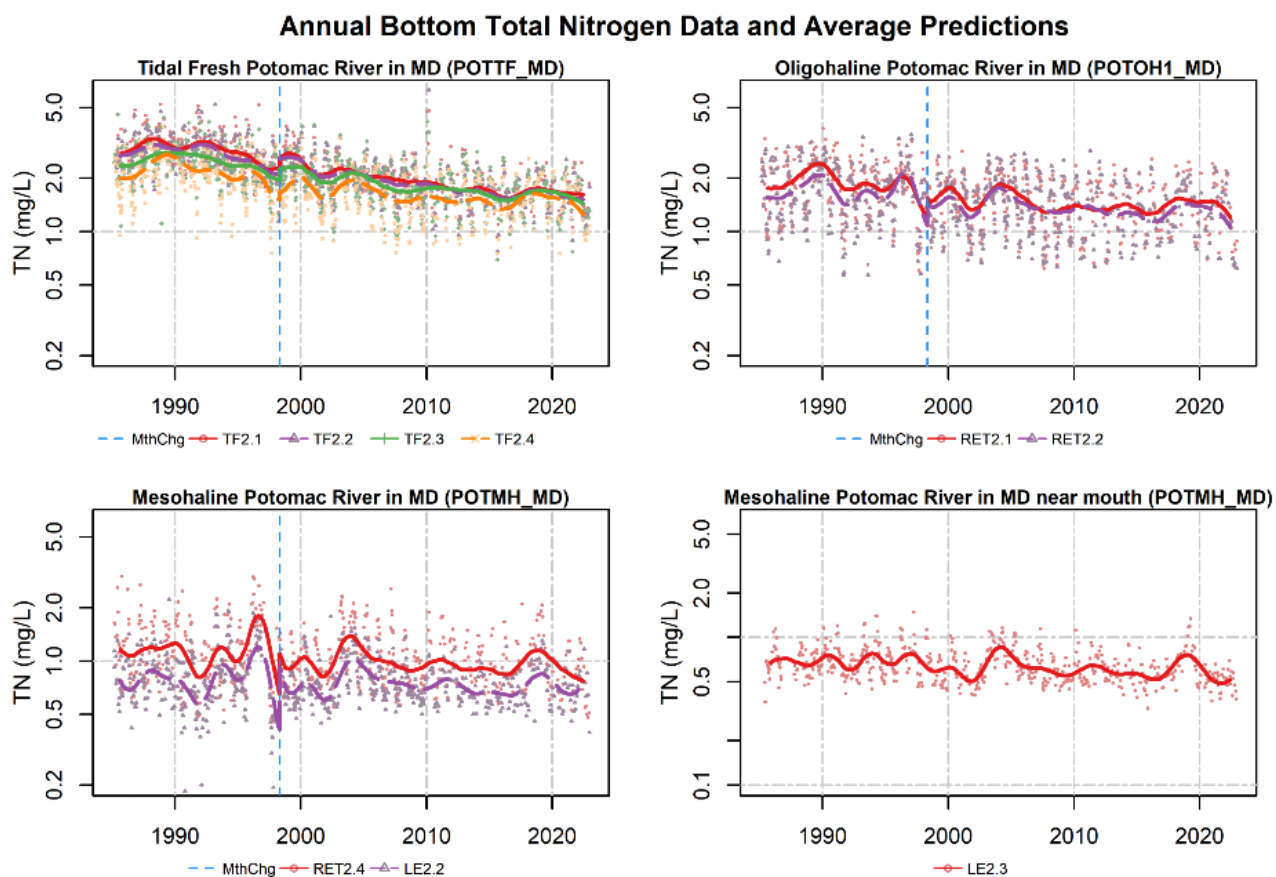 Annual Bottom Total Nitrogen Data and Average Predictions
Tidal Fresh Potomac River in MD (POTTF_MD)
TN (mg/L)
5.0
2.0
1.0
0.5
0.2
1990 2000 2010 2020
MthChg TF2.1 TF2.2 TF2.3 TF2.4
Oligohaline Potomac River in MD (POTOH1_MD)
TN (mg/L)
5.0
2.0
1.0
0.5
0.2
1990 2000 2010 2020
MthChg RET2.1 RET2.2
Mesohaline Potomac River in MD (POTMH_MD)
TN (mg/L)
5.0
2.0
1.0
0.5
0.2
1990 2000 2010 2020
MthChg RET2.4 LE2.2
Mesohaline Potomac River in MD near mouth (POTMH_MD)
TN (mg/L)
5.0
2.0
0.5
0.1
1990 2000 2010 2020
LE2.3